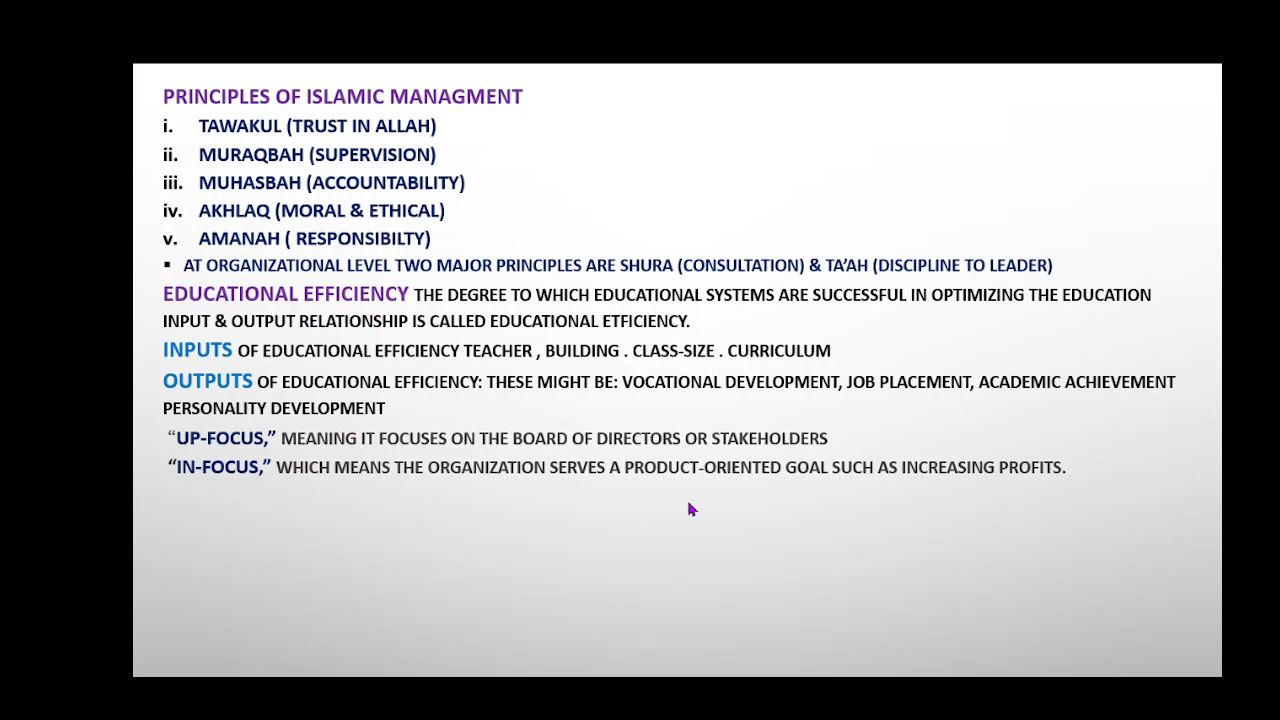 PRINCIPLES OF ISLAMIC MANAGMENT
i. TAWAKUL (TRUST IN ALLAH)
ii. MURAQBAH (SUPERVISION)
iii. MUHASBAH (ACCOUNTABILITY)
iv. AKHLAQ (MORAL & ETHICAL)
v. AMANAH ( RESPONSIBILTY)
▪ AT ORGANIZATIONAL LEVEL TWO MAJOR PRINCIPLES ARE SHURA (CONSULTATION) & TA’AH (DISCIPLINE TO LEADER)
EDUCATIONAL EFFICIENCY THE DEGREE TO WHICH EDUCATIONAL SYSTEMS ARE SUCCESSFUL IN OPTIMIZING THE EDUCATION
INPUT & OUTPUT RELATIONSHIP IS CALLED EDUCATIONAL ETFICIENCY.
INPUTS OF EDUCATIONAL EFFICIENCY TEACHER , BUILDING . CLASS-SIZE . CURRICULUM
OUTPUTS OF EDUCATIONAL EFFICIENCY: THESE MIGHT BE: VOCATIONAL DEVELOPMENT, JOB PLACEMENT, ACADEMIC ACHIEVEMENT
PERSONALITY DEVELOPMENT
“UP-FOCUS,” MEANING IT FOCUSES ON THE BOARD OF DIRECTORS OR STAKEHOLDERS
“IN-FOCUS,” WHICH MEANS THE ORGANIZATION SERVES A PRODUCT-ORIENTED GOAL SUCH AS INCREASING PROFITS.